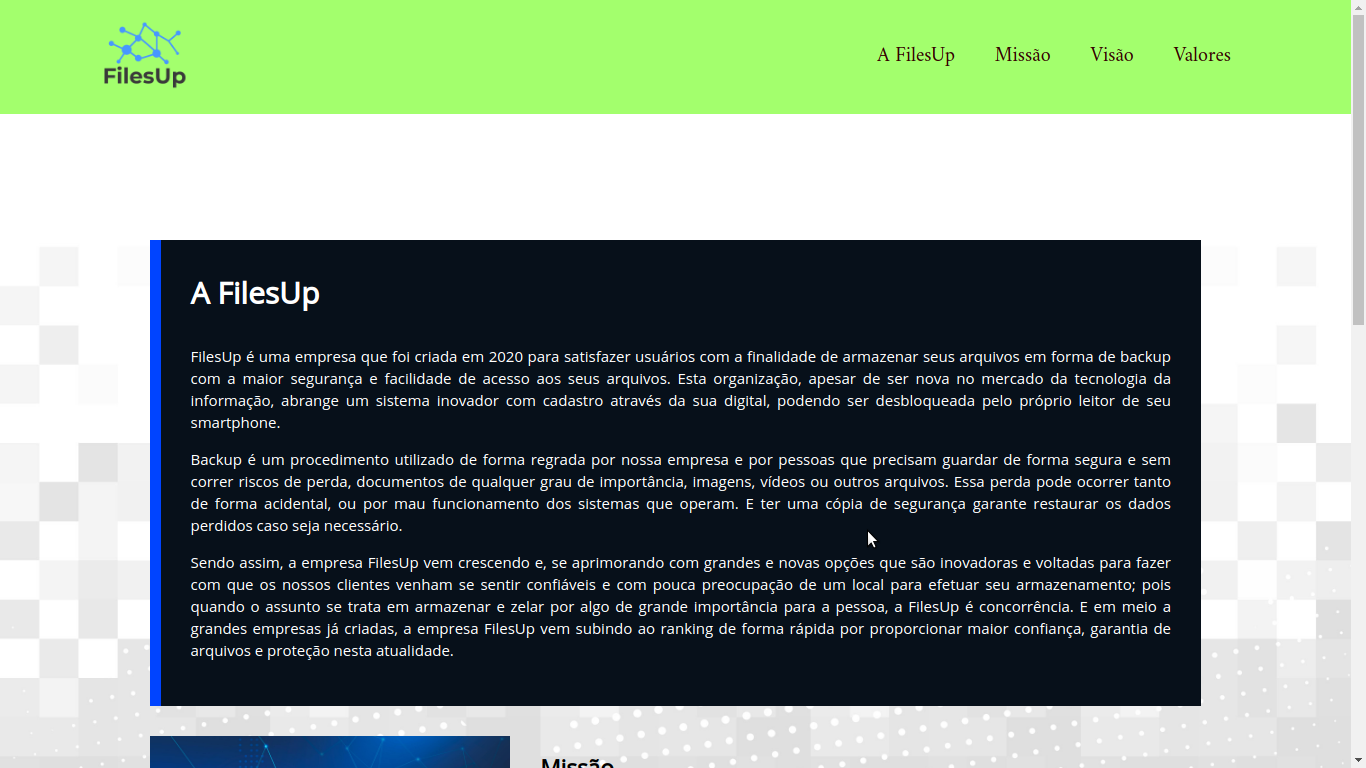 FilesUp
A FilesUp
Missão
Visão
Valores
A FilesUp
FilesUp é uma empresa que foi criada em 2020 para satisfazer usuários com a finalidade de armazenar seus arquivos em forma de backup
com a maior segurança e facilidade de acesso aos seus arquivos. Esta organização, apesar de ser nova no mercado da tecnologia da
informação, abrange um sistema inovador com cadastro através da sua digital, podendo ser desbloqueada pelo próprio leitor de seu
smartphone.
Backup é um procedimento utilizado de forma regrada por nossa empresa e por pessoas que precisam guardar de forma segura e sem
correr riscos de perda, documentos de qualquer grau de importância, imagens, vídeos ou outros arquivos. Essa perda pode ocorrer tanto
de forma acidental, ou por mau funcionamento dos sistemas que operam. E ter uma cópia de segurança garante restaurar os dados
perdidos caso seja necessário.
Sendo assim, a empresa FilesUp vem crescendo e, se aprimorando com grandes e novas opções que são inovadoras e voltadas para fazer
com que os nossos clientes venham se sentir confiáveis e com pouca preocupação de um local para efetuar seu armazenamento; pois
quando o assunto se trata em armazenar e zelar por algo de grande importância para a pessoa, a FilesUp é concorrência. E em meio a
grandes empresas já criadas, a empresa FilesUp vem subindo ao ranking de forma rápida por proporcionar maior confiança, garantia de
arquivos e proteção nesta atualidade.
Missão